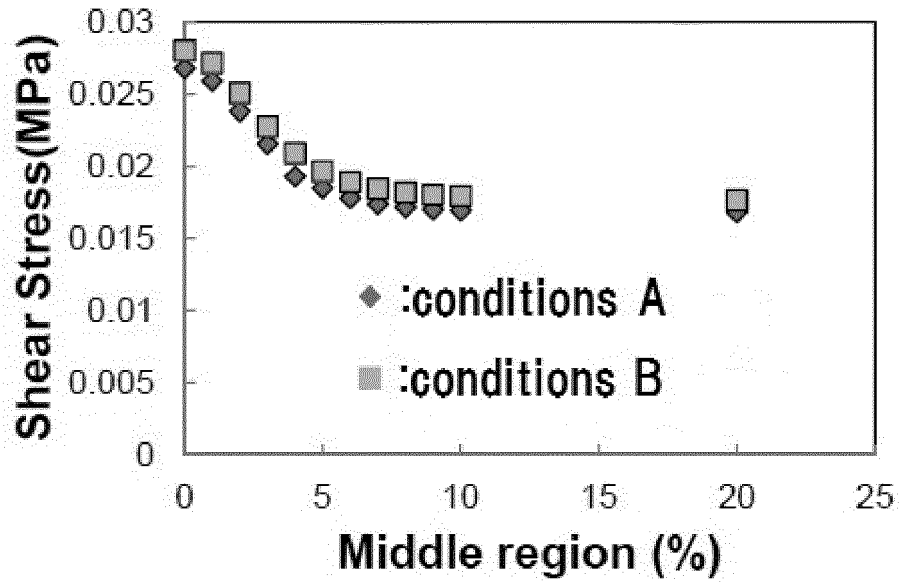 Shear Stress(MPa)
0.03
0.025
0.02
0.015
0.01
0.005
0
:conditions A
:conditions B
0 5 10 15 20 25
Middle region (%)